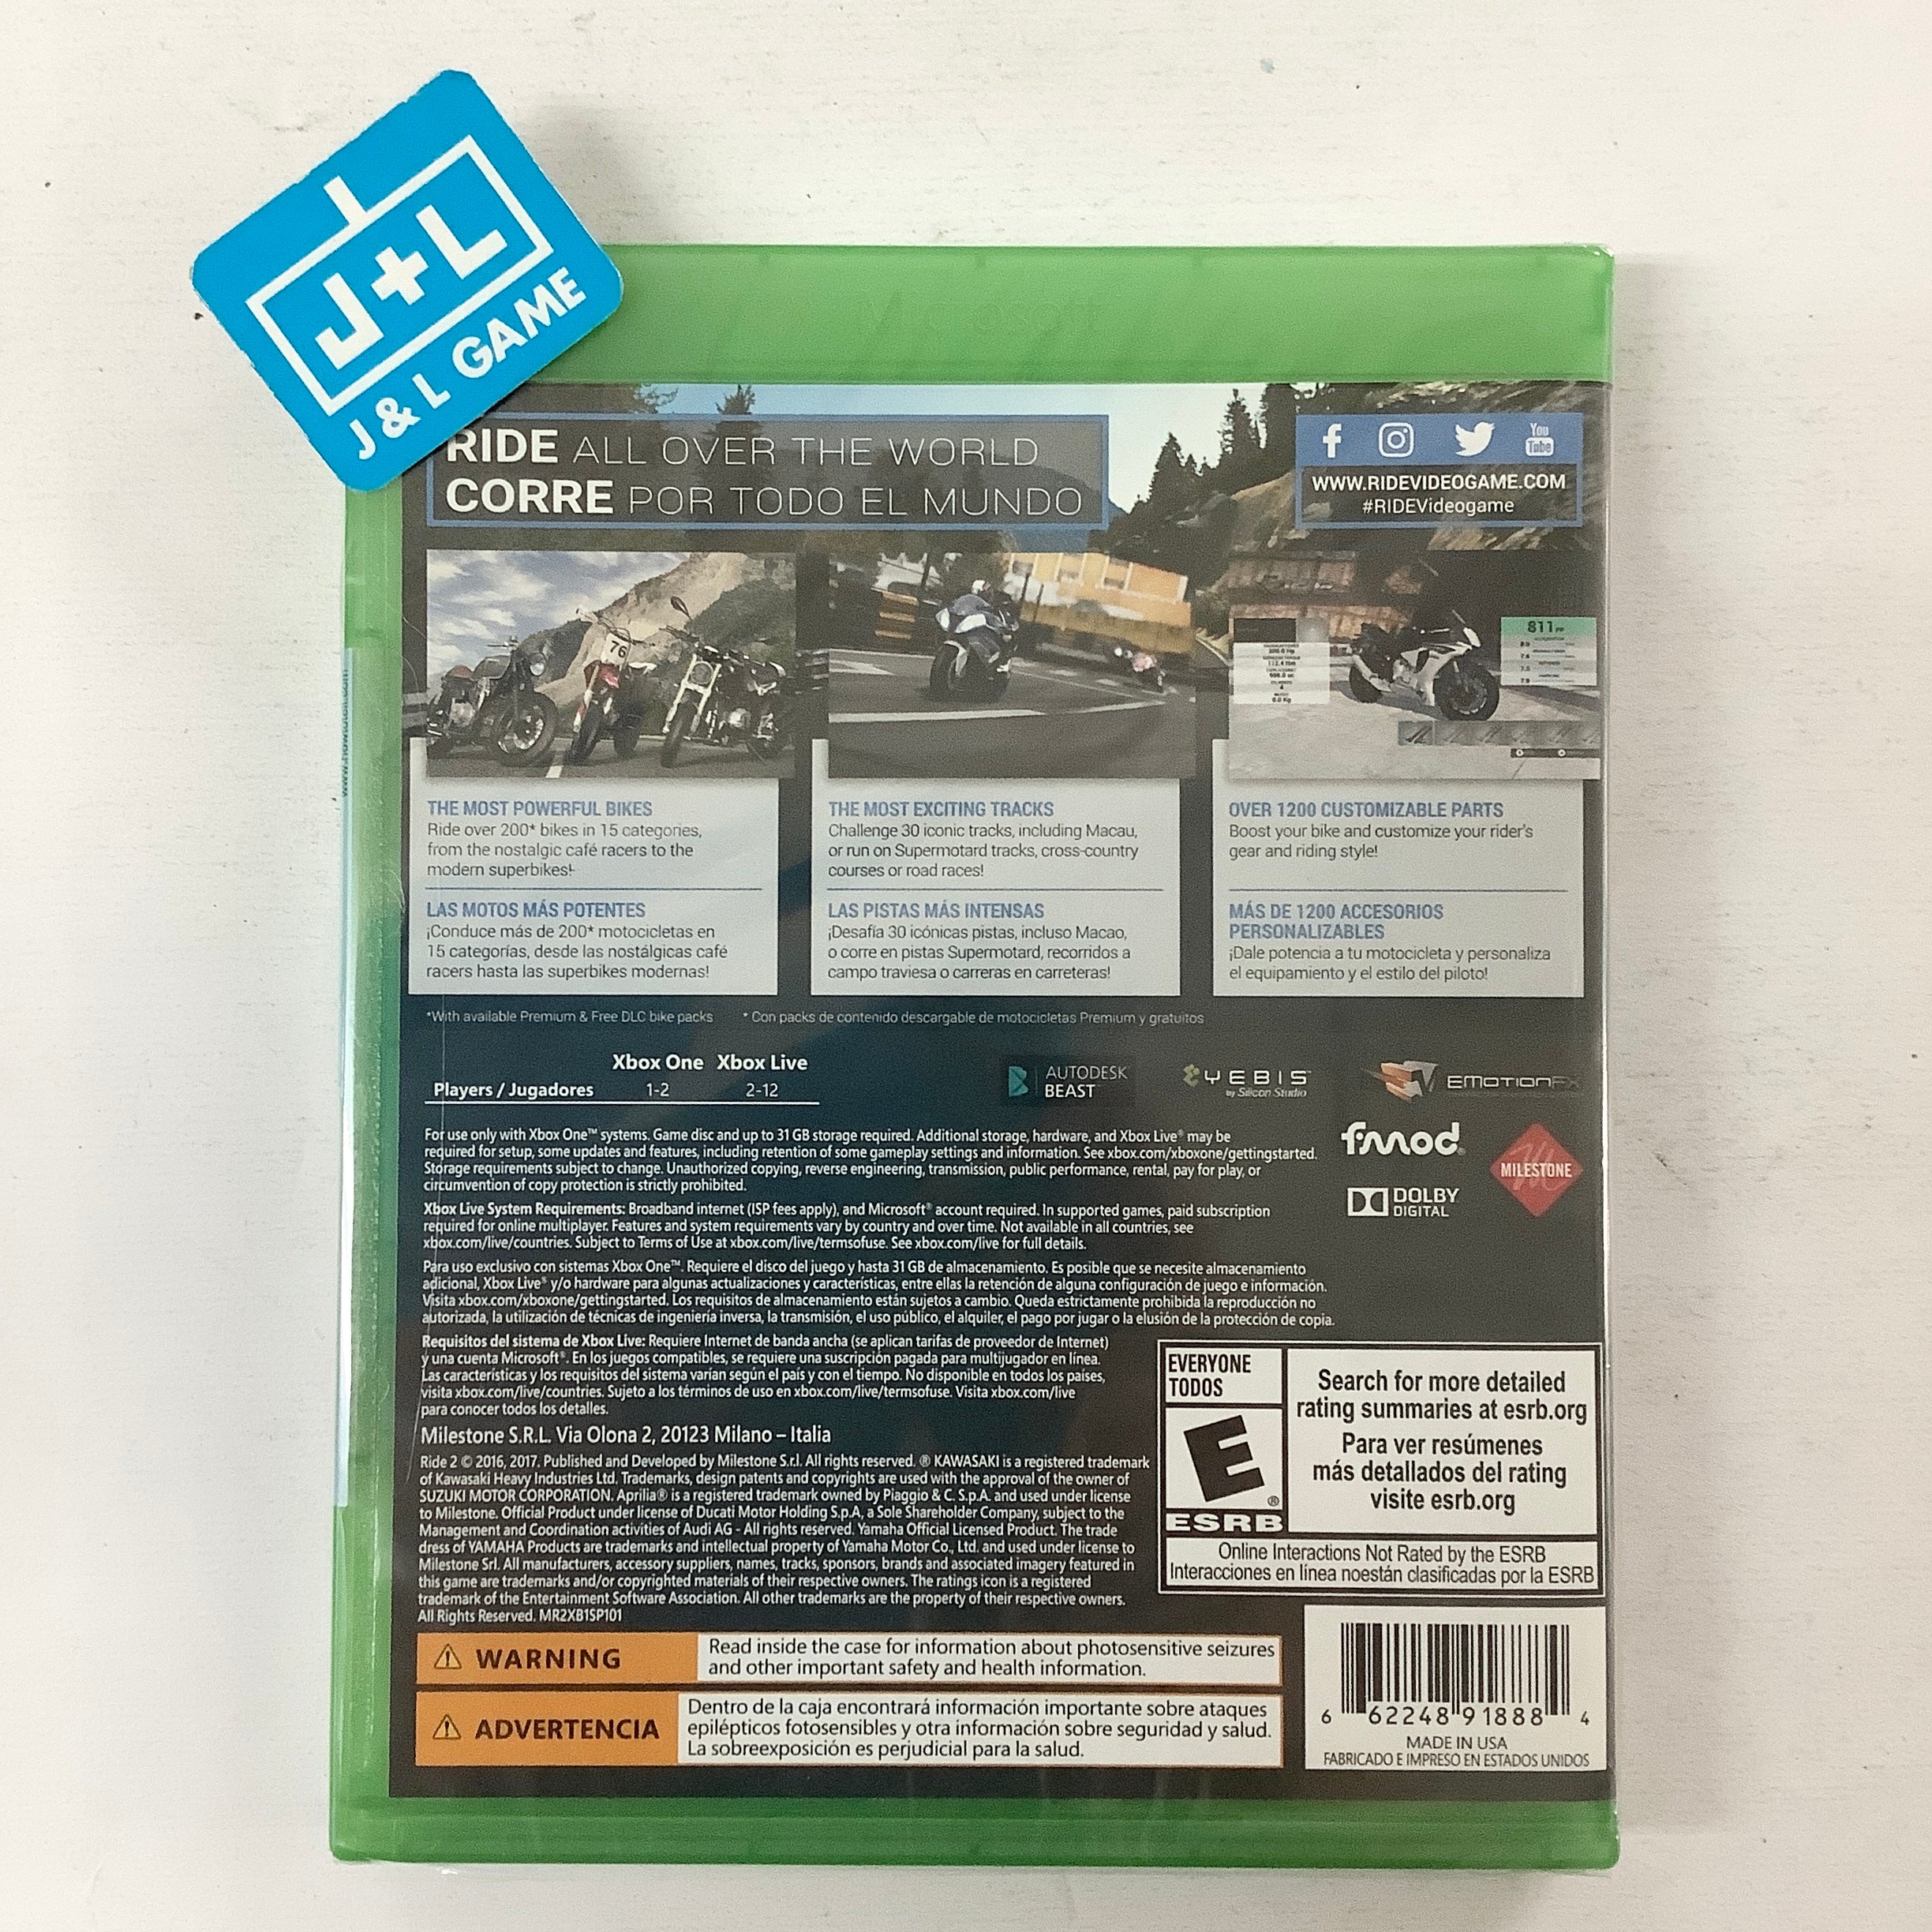 J+L
J & L GAME
RIDE ALL OVER THE WORLD
CORRE POR TODO EL MUNDO
You
Tube
WWW.RIDEVIDEOGAME.COM
#RIDEVideogame
76
811 PP
THE MOST POWERFUL BIKES
Ride over 200* bikes in 15 categories,
from the nostalgic café racers to the
modern superbikes!
LAS MOTOS MÁS POTENTES
¡Conduce más de 200* motocicletas en
15 categorías, desde las nostálgicas café
racers hasta las superbikes modernas!
THE MOST EXCITING TRACKS
Challenge 30 iconic tracks, including Macau,
or run on Supermotard tracks, cross-country
courses or road races!
LAS PISTAS MÁS INTENSAS
¡Desafía 30 icónicas pistas, incluso Macao,
o corre en pistas Supermotard, recorridos a
campo traviesa o carreras en carreteras!
OVER 1200 CUSTOMIZABLE PARTS
Boost your bike and customize your rider's
gear and riding style!
MÁS DE 1200 ACCESORIOS
PERSONALIZABLES
¡Dale potencia a tu motocicleta y personaliza
el equipamiento y el estilo del piloto!
*With available Premium & Free DLC bike packs
* Con packs de contenido descargable de motocicletas Premium y gratuitos
Xbox One Xbox Live
Players / Jugadores 1-2 2-12
AUTODESK
BEAST
YEBIS
by Silicon Studio
EMOTIONFX
fmod
MILESTONE
DOLBY
DIGITAL
For use only with Xbox One™ systems. Game disc and up to 31 GB storage required. Additional storage, hardware, and Xbox Live® may be
required for setup, some updates and features, including retention of some gameplay settings and information. See xbox.com/xboxone/gettingstarted.
Storage requirements subject to change. Unauthorized copying, reverse engineering, transmission, public performance, rental, pay for play, or
circumvention of copy protection is strictly prohibited.
Xbox Live System Requirements: Broadband internet (ISP fees apply), and Microsoft® account required. In supported games, paid subscription
required for online multiplayer. Features and system requirements vary by country and over time. Not available in all countries, see
xbox.com/live/countries. Subject to Terms of Use at xbox.com/live/termsofuse. See xbox.com/live for full details.
Para uso exclusivo con sistemas Xbox One™. Requiere el disco del juego y hasta 31 GB de almacenamiento. Es posible que se necesite almacenamiento
adicional, Xbox Live® y/o hardware para algunas actualizaciones y características, entre ellas la retención de alguna configuración de juego e información.
Visita xbox.com/xboxone/gettingstarted. Los requisitos de almacenamiento están sujetos a cambio. Queda estrictamente prohibida la reproducción no
autorizada, la utilización de técnicas de ingeniería inversa, la transmisión, el uso público, el alquiler, el pago por jugar o la elusión de la protección de copia.
Requisitos del sistema de Xbox Live: Requiere Internet de banda ancha (se aplican tarifas de proveedor de Internet)
y una cuenta Microsoft®. En los juegos compatibles, se requiere una suscripción pagada para multijugador en línea.
Las características y los requisitos del sistema varían según el país y con el tiempo. No disponible en todos los países,
visita xbox.com/live/countries. Sujeto a los términos de uso en xbox.com/live/termsofuse. Visita xbox.com/live
para conocer todos los detalles.
Milestone S.R.L. Via Olona 2, 20123 Milano – Italia
Ride 2 © 2016, 2017. Published and Developed by Milestone S.r.l. All rights reserved. ® KAWASAKI is a registered trademark
of Kawasaki Heavy Industries Ltd. Trademarks, design patents and copyrights are used with the approval of the owner of
SUZUKI MOTOR CORPORATION. Aprilia® is a registered trademark owned by Piaggio & C. S.p.A. and used under license
to Milestone. Official Product under license of Ducati Motor Holding S.p.A, a Sole Shareholder Company, subject to the
Management and Coordination activities of Audi AG - All rights reserved. Yamaha Official Licensed Product. The trade
dress of YAMAHA Products are trademarks and intellectual property of Yamaha Motor Co., Ltd. and used under license to
Milestone Srl. All manufacturers, accessory suppliers, names, tracks, sponsors, brands and associated imagery featured in
this game are trademarks and/or copyrighted materials of their respective owners. The ratings icon is a registered
trademark of the Entertainment Software Association. All other trademarks are the property of their respective owners.
All Rights Reserved. MR2XB1SP101
EVERYONE
TODOS
E
®
ESRB
Search for more detailed
rating summaries at esrb.org
Para ver resúmenes
más detallados del rating
visite esrb.org
Online Interactions Not Rated by the ESRB
Interacciones en línea noestán clasificadas por la ESRB
WARNING
Read inside the case for information about photosensitive seizures
and other important safety and health information.
ADVERTENCIA
Dentro de la caja encontrará información importante sobre ataques
epilépticos fotosensibles y otra información sobre seguridad y salud.
La sobreexposición es perjudicial para la salud.
6 62248 91888 4
MADE IN USA
FABRICADO E IMPRESO EN ESTADOS UNIDOS